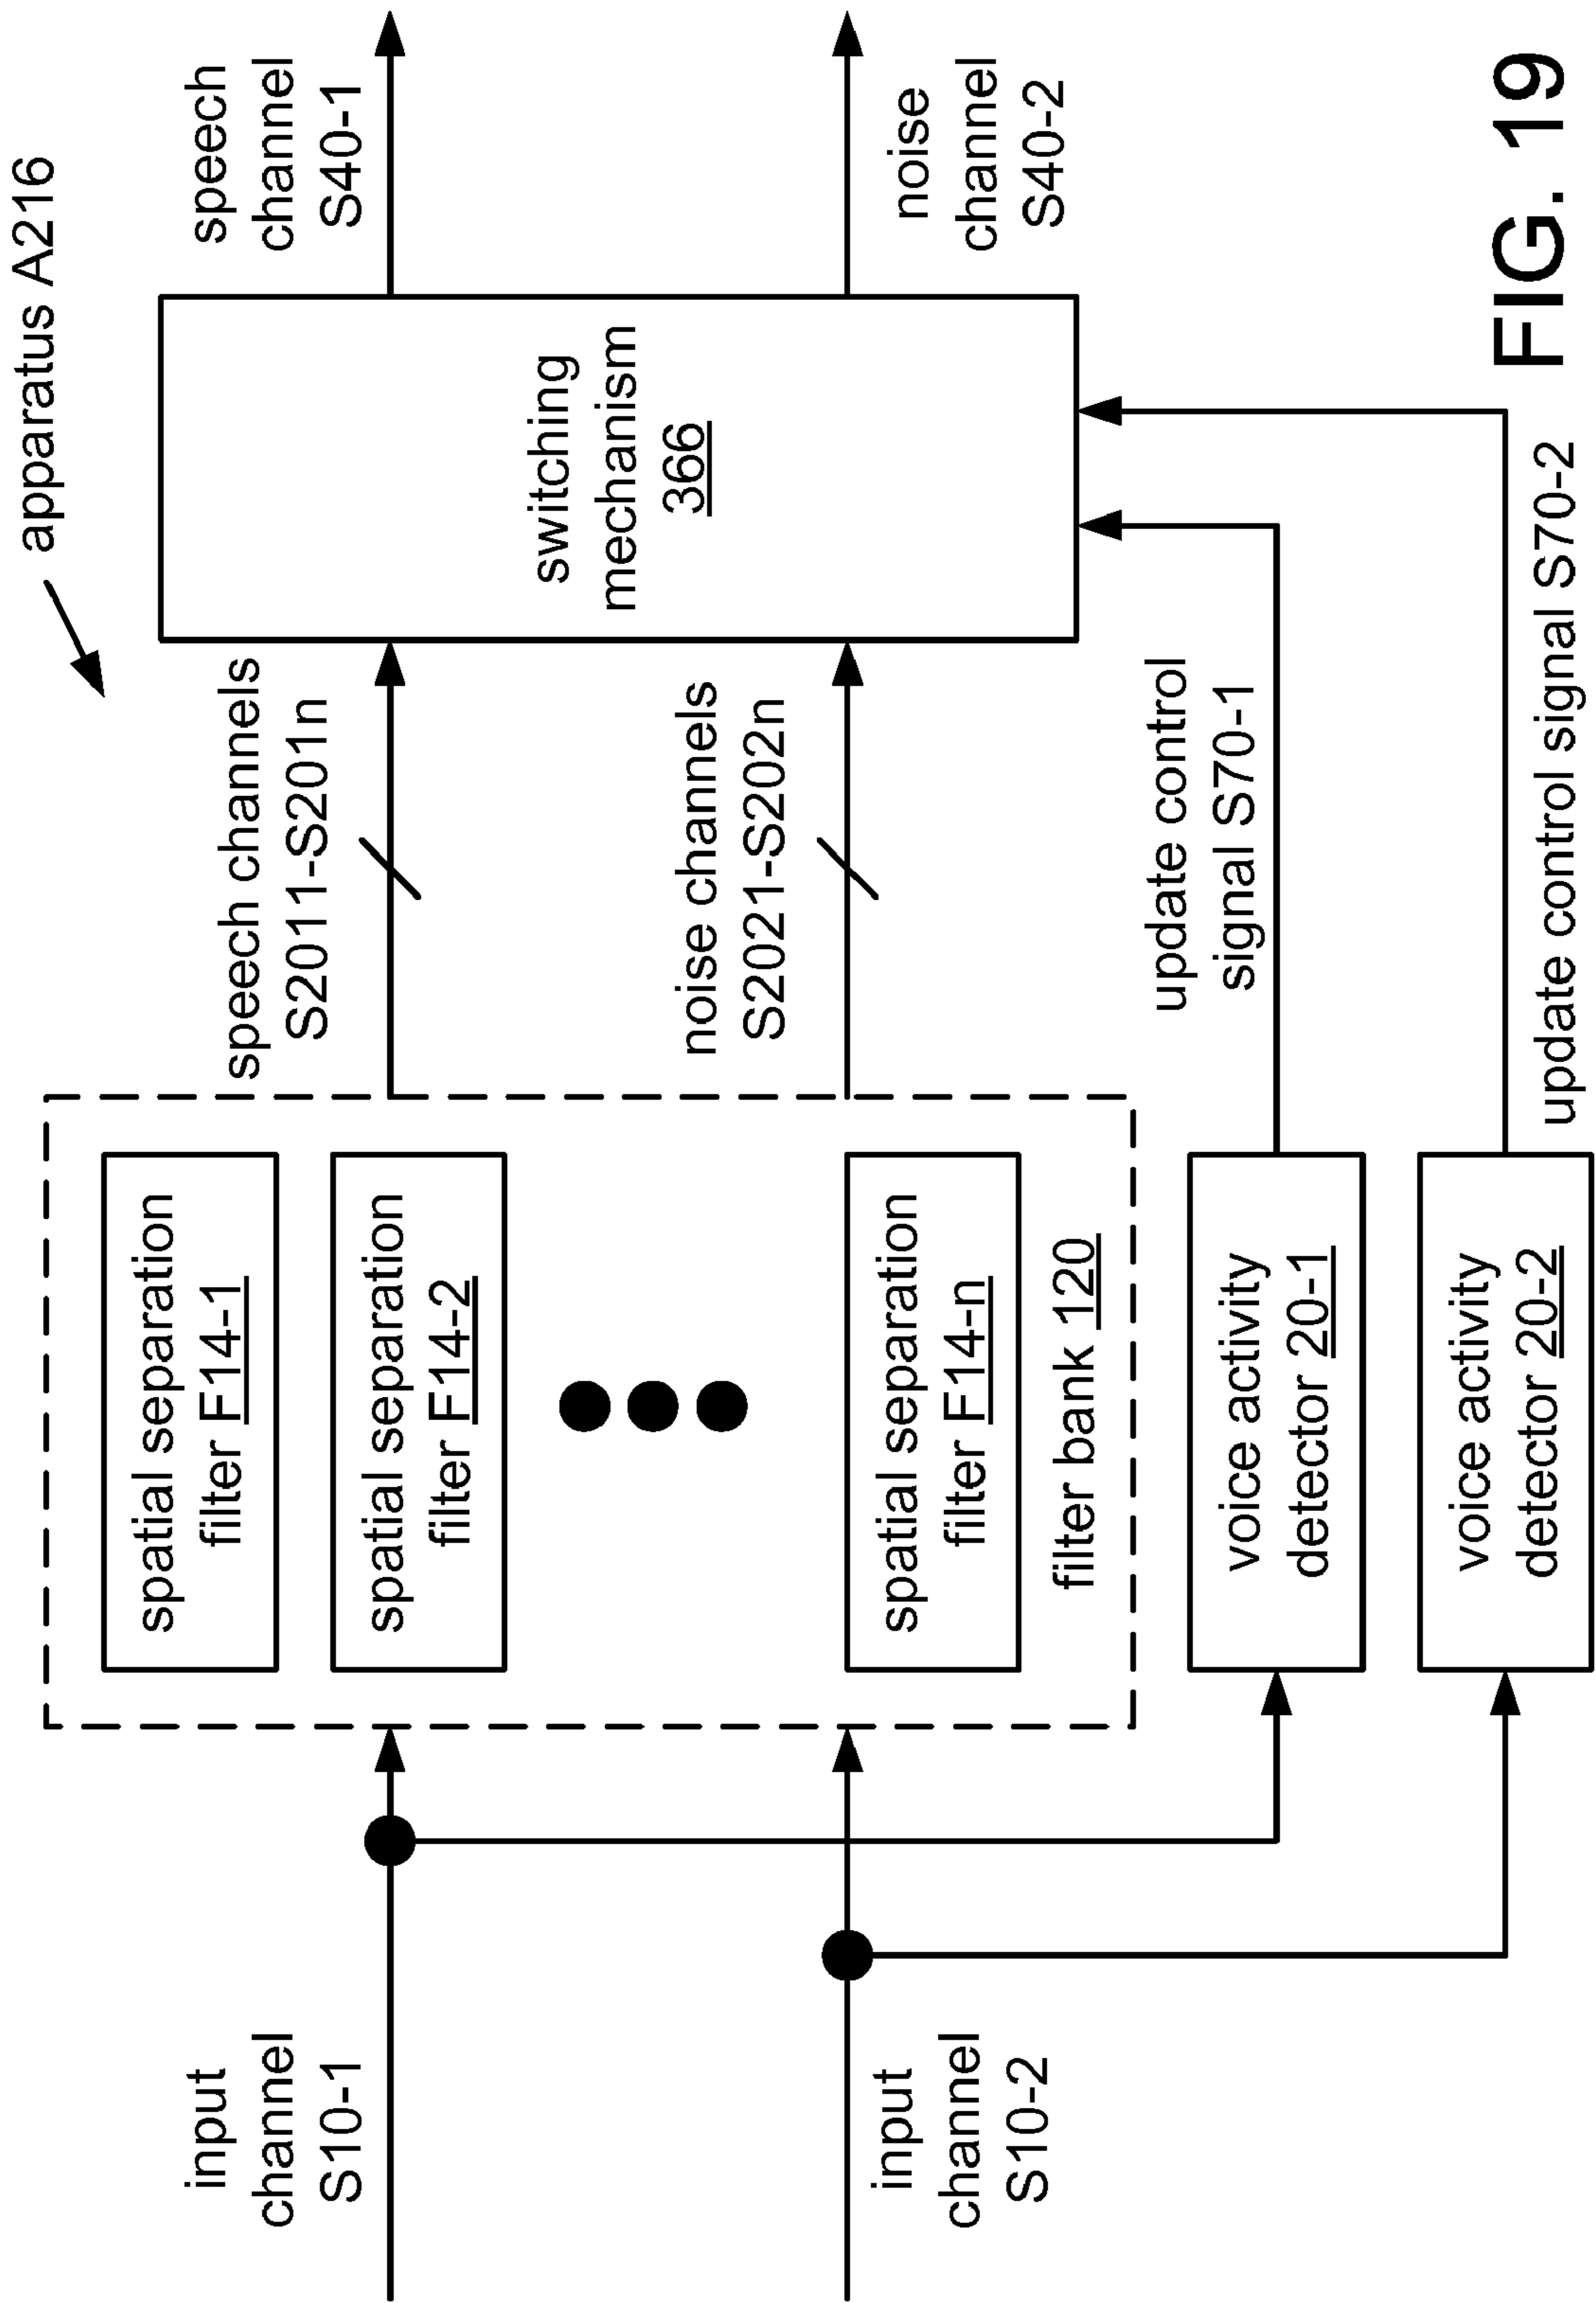 apparatus A216
input
channel
S10-1
input
channel
S10-2
spatial separation
filter F14-1
spatial separation
filter F14-2
spatial separation
filter F14-n
filter bank 120
voice activity
detector 20-1
voice activity
detector 20-2
speech channels
S2011-S201n
noise channels
S2021-S202n
update control
signal S70-1
update control signal S70-2
switching
mechanism
366
speech
channel
S40-1
noise
channel
S40-2
FIG. 19